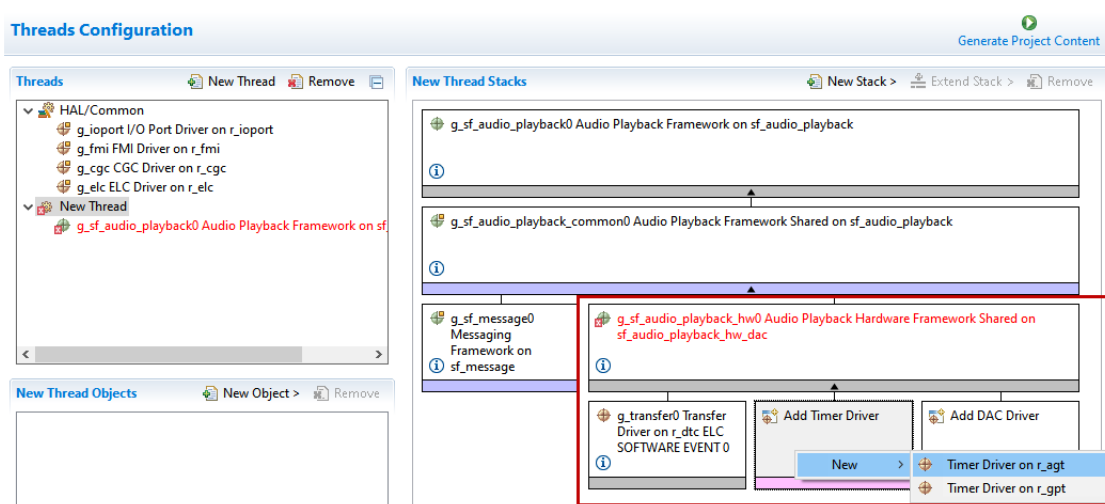 Threads Configuration
Generate Project Content
Threads
New Thread
Remove
HAL/Common
g_ioport I/O Port Driver on r_ioport
g_fmi FMI Driver on r_fmi
g_cgc CGC Driver on r_cgc
g_elc ELC Driver on r_elc
New Thread
g_sf_audio_playback0 Audio Playback Framework on sf_
New Thread Objects
New Object >
Remove
New Thread Stacks
New Stack >
Extend Stack >
Remove
g_sf_audio_playback0 Audio Playback Framework on sf_audio_playback
g_sf_audio_playback_common0 Audio Playback Framework Shared on sf_audio_playback
g_sf_message0
Messaging
Framework on
sf_message
g_sf_audio_playback_hw0 Audio Playback Hardware Framework Shared on
sf_audio_playback_hw_dac
g_transfer0 Transfer
Driver on r_dtc ELC
SOFTWARE EVENT 0
Add Timer Driver
Add DAC Driver
New >
Timer Driver on r_agt
Timer Driver on r_gpt